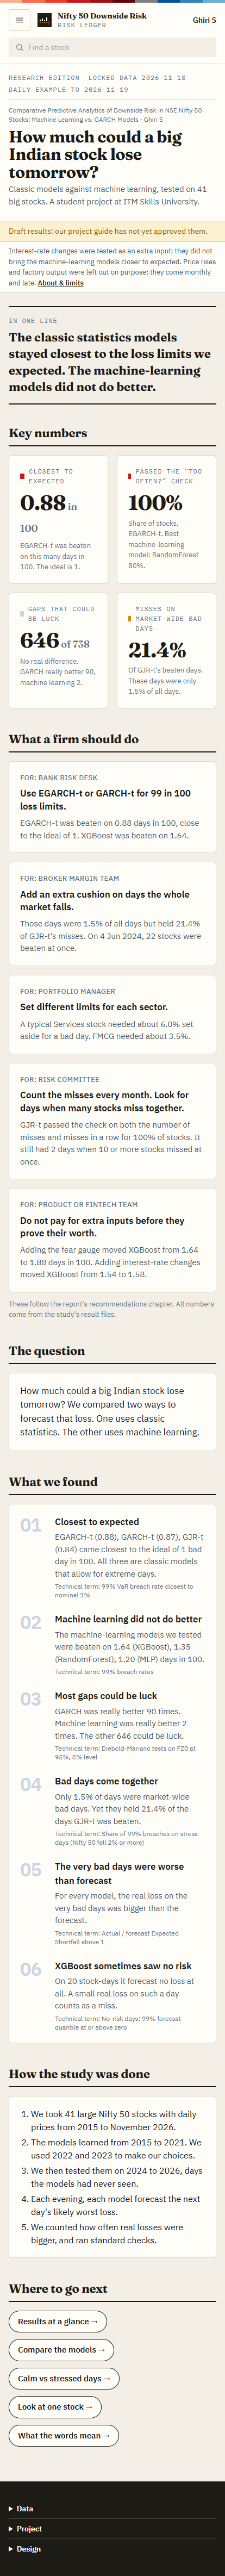 Nifty 50 Downside Risk
RISK LEDGER
Ghiri S
Find a stock
RESEARCH EDITION LOCKED DATA 2026-11-18
DAILY EXAMPLE TO 2026-11-19
Comparative Predictive Analytics of Downside Risk in NSE Nifty 50
Stocks: Machine Learning vs. GARCH Models · Ghiri S
How much could a big
Indian stock lose
tomorrow?
Classic models against machine learning, tested on 41
big stocks. A student project at ITM Skills University.
Draft results: our project guide has not yet approved them.
Interest-rate changes were tested as an extra input: they did not
bring the machine-learning models closer to expected. Price rises
and factory output were left out on purpose: they come monthly
and late. About & limits
IN ONE LINE
The classic statistics models
stayed closest to the loss limits we
expected. The machine-learning
models did not do better.
Key numbers
CLOSEST TO
EXPECTED
0.88 in
100
EGARCH-t was beaten
on this many days in
100. The ideal is 1.
PASSED THE "TOO
OFTEN?" CHECK
100%
Share of stocks,
EGARCH-t. Best
machine-learning
model: RandomForest
80%.
GAPS THAT COULD
BE LUCK
646 of 738
No real difference.
GARCH really better 90,
machine learning 2.
MISSES ON
MARKET-WIDE BAD
DAYS
21.4%
Of GJR-t's beaten days.
These days were only
1.5% of all days.
What a firm should do
FOR: BANK RISK DESK
Use EGARCH-t or GARCH-t for 99 in 100
loss limits.
EGARCH-t was beaten on 0.88 days in 100, close
to the ideal of 1. XGBoost was beaten on 1.64.
FOR: BROKER MARGIN TEAM
Add an extra cushion on days the whole
market falls.
Those days were 1.5% of all days but held 21.4%
of GJR-t's misses. On 4 Jun 2024, 22 stocks were
beaten at once.
FOR: PORTFOLIO MANAGER
Set different limits for each sector.
A typical Services stock needed about 6.0% set
aside for a bad day. FMCG needed about 3.5%.
FOR: RISK COMMITTEE
Count the misses every month. Look for
days when many stocks miss together.
GJR-t passed the check on both the number of
misses and misses in a row for 100% of stocks. It
still had 2 days when 10 or more stocks missed at
once.
FOR: PRODUCT OR FINTECH TEAM
Do not pay for extra inputs before they
prove their worth.
Adding the fear gauge moved XGBoost from 1.64
to 1.88 days in 100. Adding interest-rate changes
moved XGBoost from 1.54 to 1.58.
These follow the report's recommendations chapter. All numbers
come from the study's result files.
The question
How much could a big Indian stock lose
tomorrow? We compared two ways to
forecast that loss. One uses classic
statistics. The other uses machine learning.
What we found
01
Closest to expected
EGARCH-t (0.88), GARCH-t (0.87), GJR-t
(0.84) came closest to the ideal of 1 bad
day in 100. All three are classic models
that allow for extreme days.
Technical term: 99% VaR breach rate closest to
nominal 1%
02
Machine learning did not do better
The machine-learning models we tested
were beaten on 1.64 (XGBoost), 1.35
(RandomForest), 1.20 (MLP) days in 100.
Technical term: 99% breach rates
03
Most gaps could be luck
GARCH was really better 90 times.
Machine learning was really better 2
times. The other 646 could be luck.
Technical term: Diebold-Mariano tests on FZ0 at
95%, 5% level
04
Bad days come together
Only 1.5% of days were market-wide
bad days. Yet they held 21.4% of the
days GJR-t was beaten.
Technical term: Share of 99% breaches on stress
days (Nifty 50 fell 2% or more)
05
The very bad days were worse
than forecast
For every model, the real loss on the
very bad days was bigger than the
forecast.
Technical term: Actual / forecast Expected
Shortfall above 1
06
XGBoost sometimes saw no risk
On 20 stock-days it forecast no loss at
all. A small real loss on such a day
counts as a miss.
Technical term: No-risk days: 99% forecast
quantile at or above zero
How the study was done
1. We took 41 large Nifty 50 stocks with daily
prices from 2015 to November 2026.
2. The models learned from 2015 to 2021. We
used 2022 and 2023 to make our choices.
3. We then tested them on 2024 to 2026, days
the models had never seen.
4. Each evening, each model forecast the next
day's likely worst loss.
5. We counted how often real losses were
bigger, and ran standard checks.
Where to go next
Results at a glance →
Compare the models →
Calm vs stressed days →
Look at one stock →
What the words mean →
Data
Project
Design